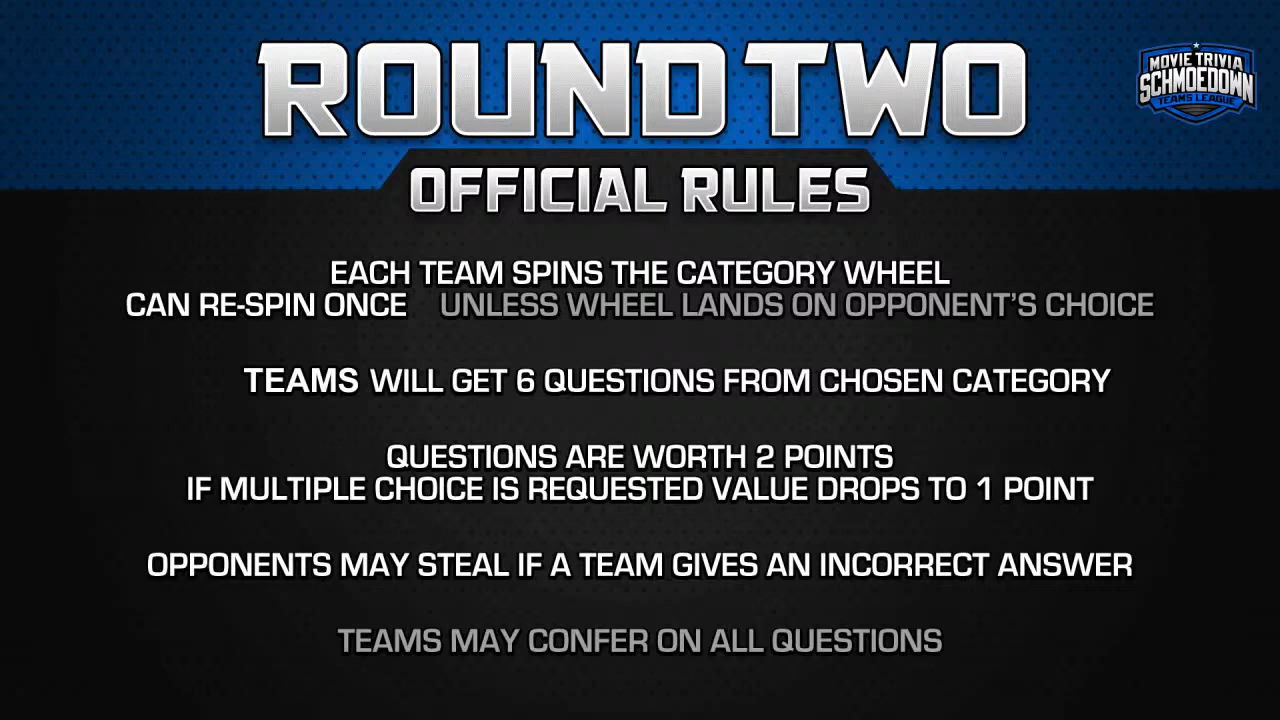 ROUND TWO
MOVIE TRIVIA
SCHMOEDOWN
TEAMS LEAGUE
OFFICIAL RULES
EACH TEAM SPINS THE CATEGORY WHEEL
CAN RE-SPIN ONCE UNLESS WHEEL LANDS ON OPPONENT'S CHOICE
TEAMS WILL GET 6 QUESTIONS FROM CHOSEN CATEGORY
QUESTIONS ARE WORTH 2 POINTS
IF MULTIPLE CHOICE IS REQUESTED VALUE DROPS TO 1 POINT
OPPONENTS MAY STEAL IF A TEAM GIVES AN INCORRECT ANSWER
TEAMS MAY CONFER ON ALL QUESTIONS